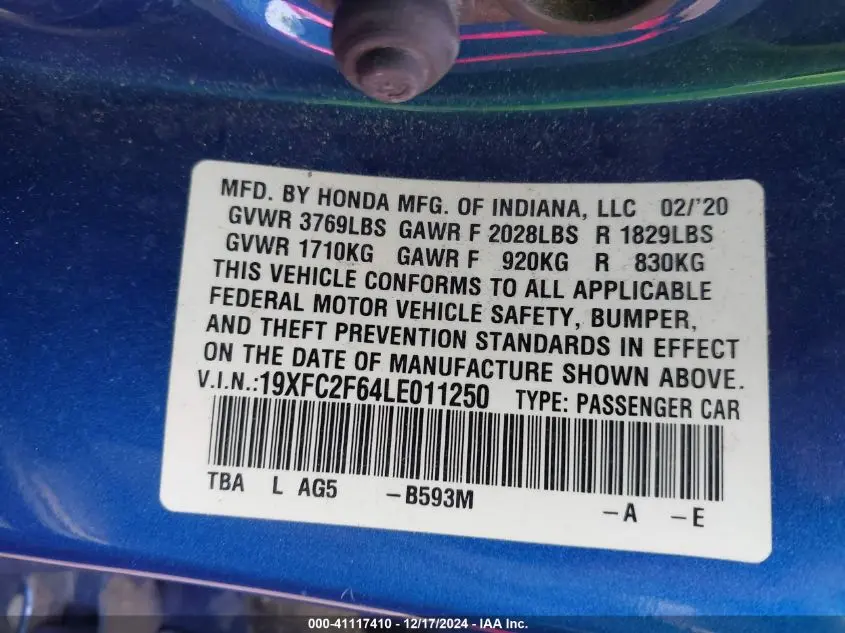 MFD. BY HONDA MFG. OF INDIANA, LLC 02/'20
GVWR 3769LBS GAWR F 2028LBS R 1829LBS
GVWR 1710KG GAWR F 920KG R 830KG
THIS VEHICLE CONFORMS TO ALL APPLICABLE
FEDERAL MOTOR VEHICLE SAFETY, BUMPER,
AND THEFT PREVENTION STANDARDS IN EFFECT
ON THE DATE OF MANUFACTURE SHOWN ABOVE.
V.I.N.:19XFC2F64LE011250 TYPE: PASSENGER CAR
TBA L AG5 -B593M -A -E
000-41117410 - 12/17/2024 - IAA Inc.